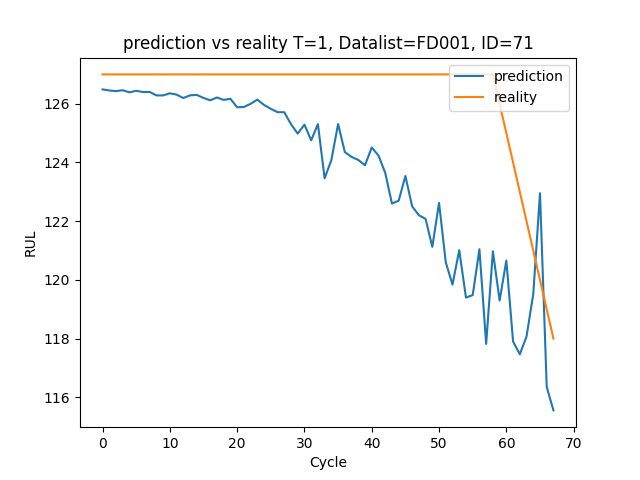 prediction vs reality T=1, Datalist=FD001, ID=71
prediction
reality
RUL
126
124
122
120
118
116
0 10 20 30 40 50 60 70
Cycle